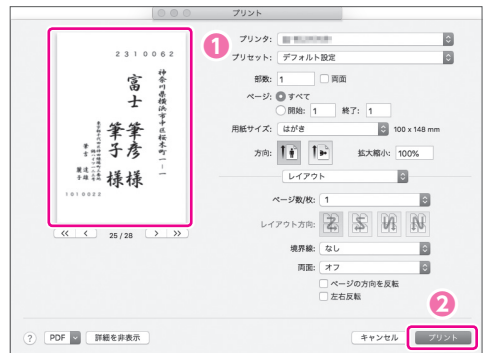 プリント
1
プリンタ:
プリセット: デフォルト設定
部数: 1 両面
ページ: すべて
開始: 1 終了: 1
用紙サイズ: はがき 100 x 148 mm
方向: 拡大縮小: 100%
レイアウト
ページ数/枚: 1
レイアウト方向:
境界線: なし
両面: オフ
ページの方向を反転
左右反転
2310062
神奈川県横浜市中区桜木町一-一
富士 筆彦 様
筆子 様
1010022
<< < 25 / 28 > >>
2
? PDF 詳細を非表示 キャンセル プリント